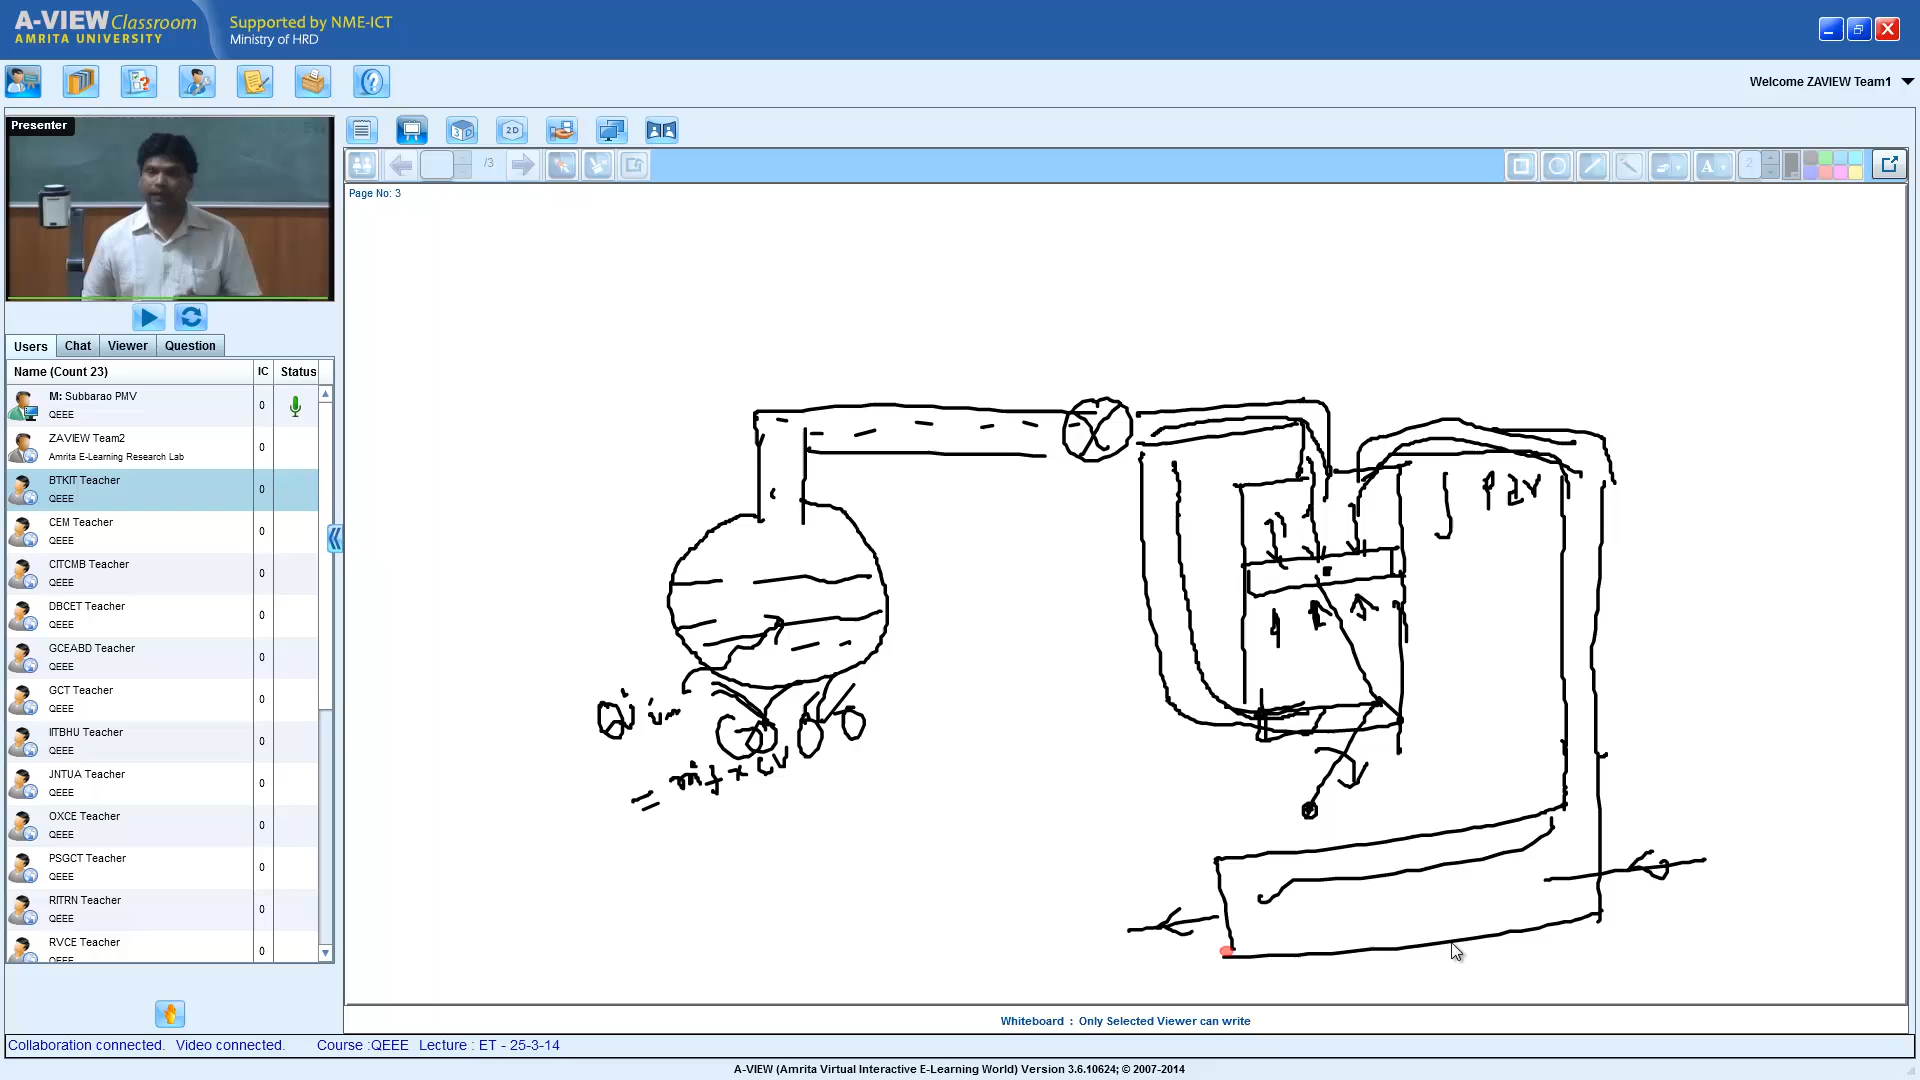 A-VIEW Classroom
AMRITA UNIVERSITY
Supported by NME-ICT
Ministry of HRD
Welcome ZAVIEW Team1
Presenter
/3
A
2
Page No: 3
Users Chat Viewer Question
Name (Count 23) IC Status
M: Subbarao PMV
QEEE
0
ZAVIEW Team2
Amrita E-Learning Research Lab
0
BTKIT Teacher
QEEE
0
CEM Teacher
QEEE
0
CITCMB Teacher
QEEE
0
DBCET Teacher
QEEE
0
GCEABD Teacher
QEEE
0
GCT Teacher
QEEE
0
IITBHU Teacher
QEEE
0
JNTUA Teacher
QEEE
0
OXCE Teacher
QEEE
0
PSGCT Teacher
QEEE
0
RITRN Teacher
QEEE
0
RVCE Teacher
QEEE
0
∫ P dV
Q̇ in
= ṁf × CV
Whiteboard : Only Selected Viewer can write
Collaboration connected. Video connected. Course :QEEE Lecture : ET - 25-3-14
A-VIEW (Amrita Virtual Interactive E-Learning World) Version 3.6.10624; © 2007-2014